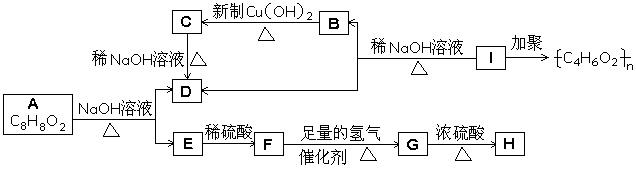 C 新制Cu(OH)₂ △ B
稀NaOH溶液 △ 稀NaOH溶液 △ I 加聚 -[C₄H₆O₂]-ₙ
D
A
C₈H₈O₂ NaOH溶液 △
E 稀硫酸 F 足量的氢气 催化剂 △ G 浓硫酸 △ H